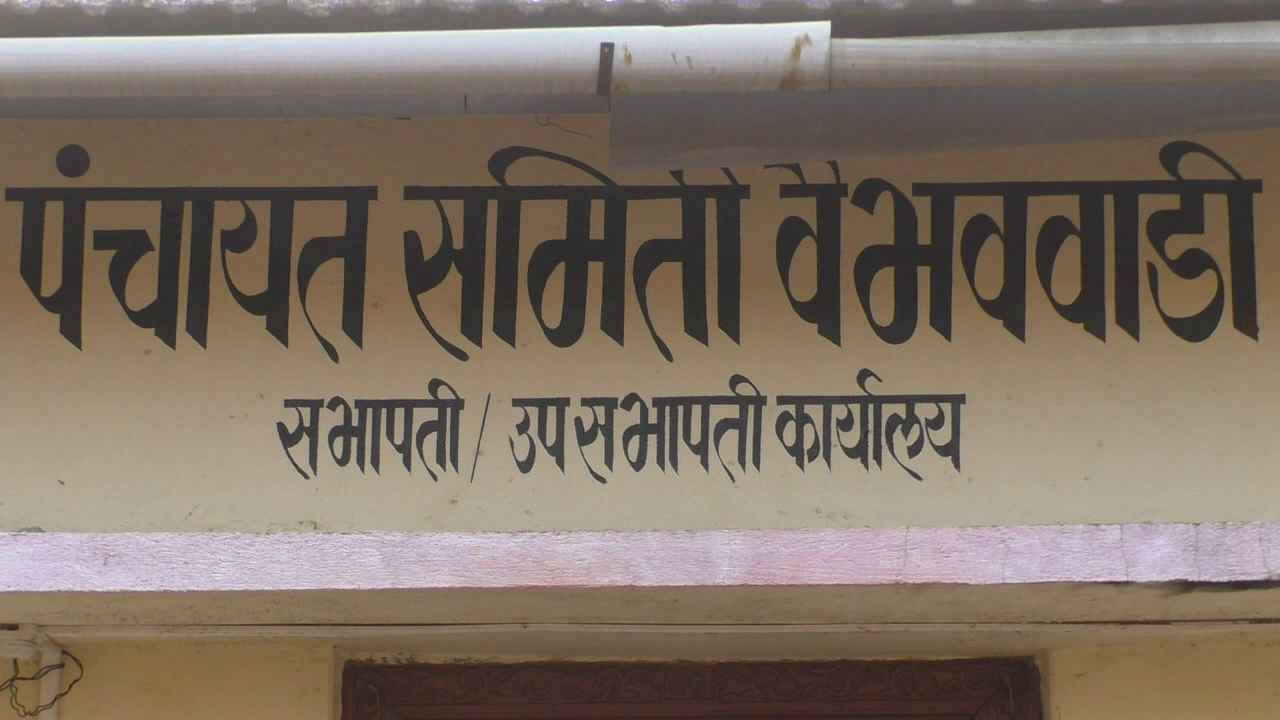 पंचायत समिती वैभववाडी
सभापती / उपसभापती कार्यालय